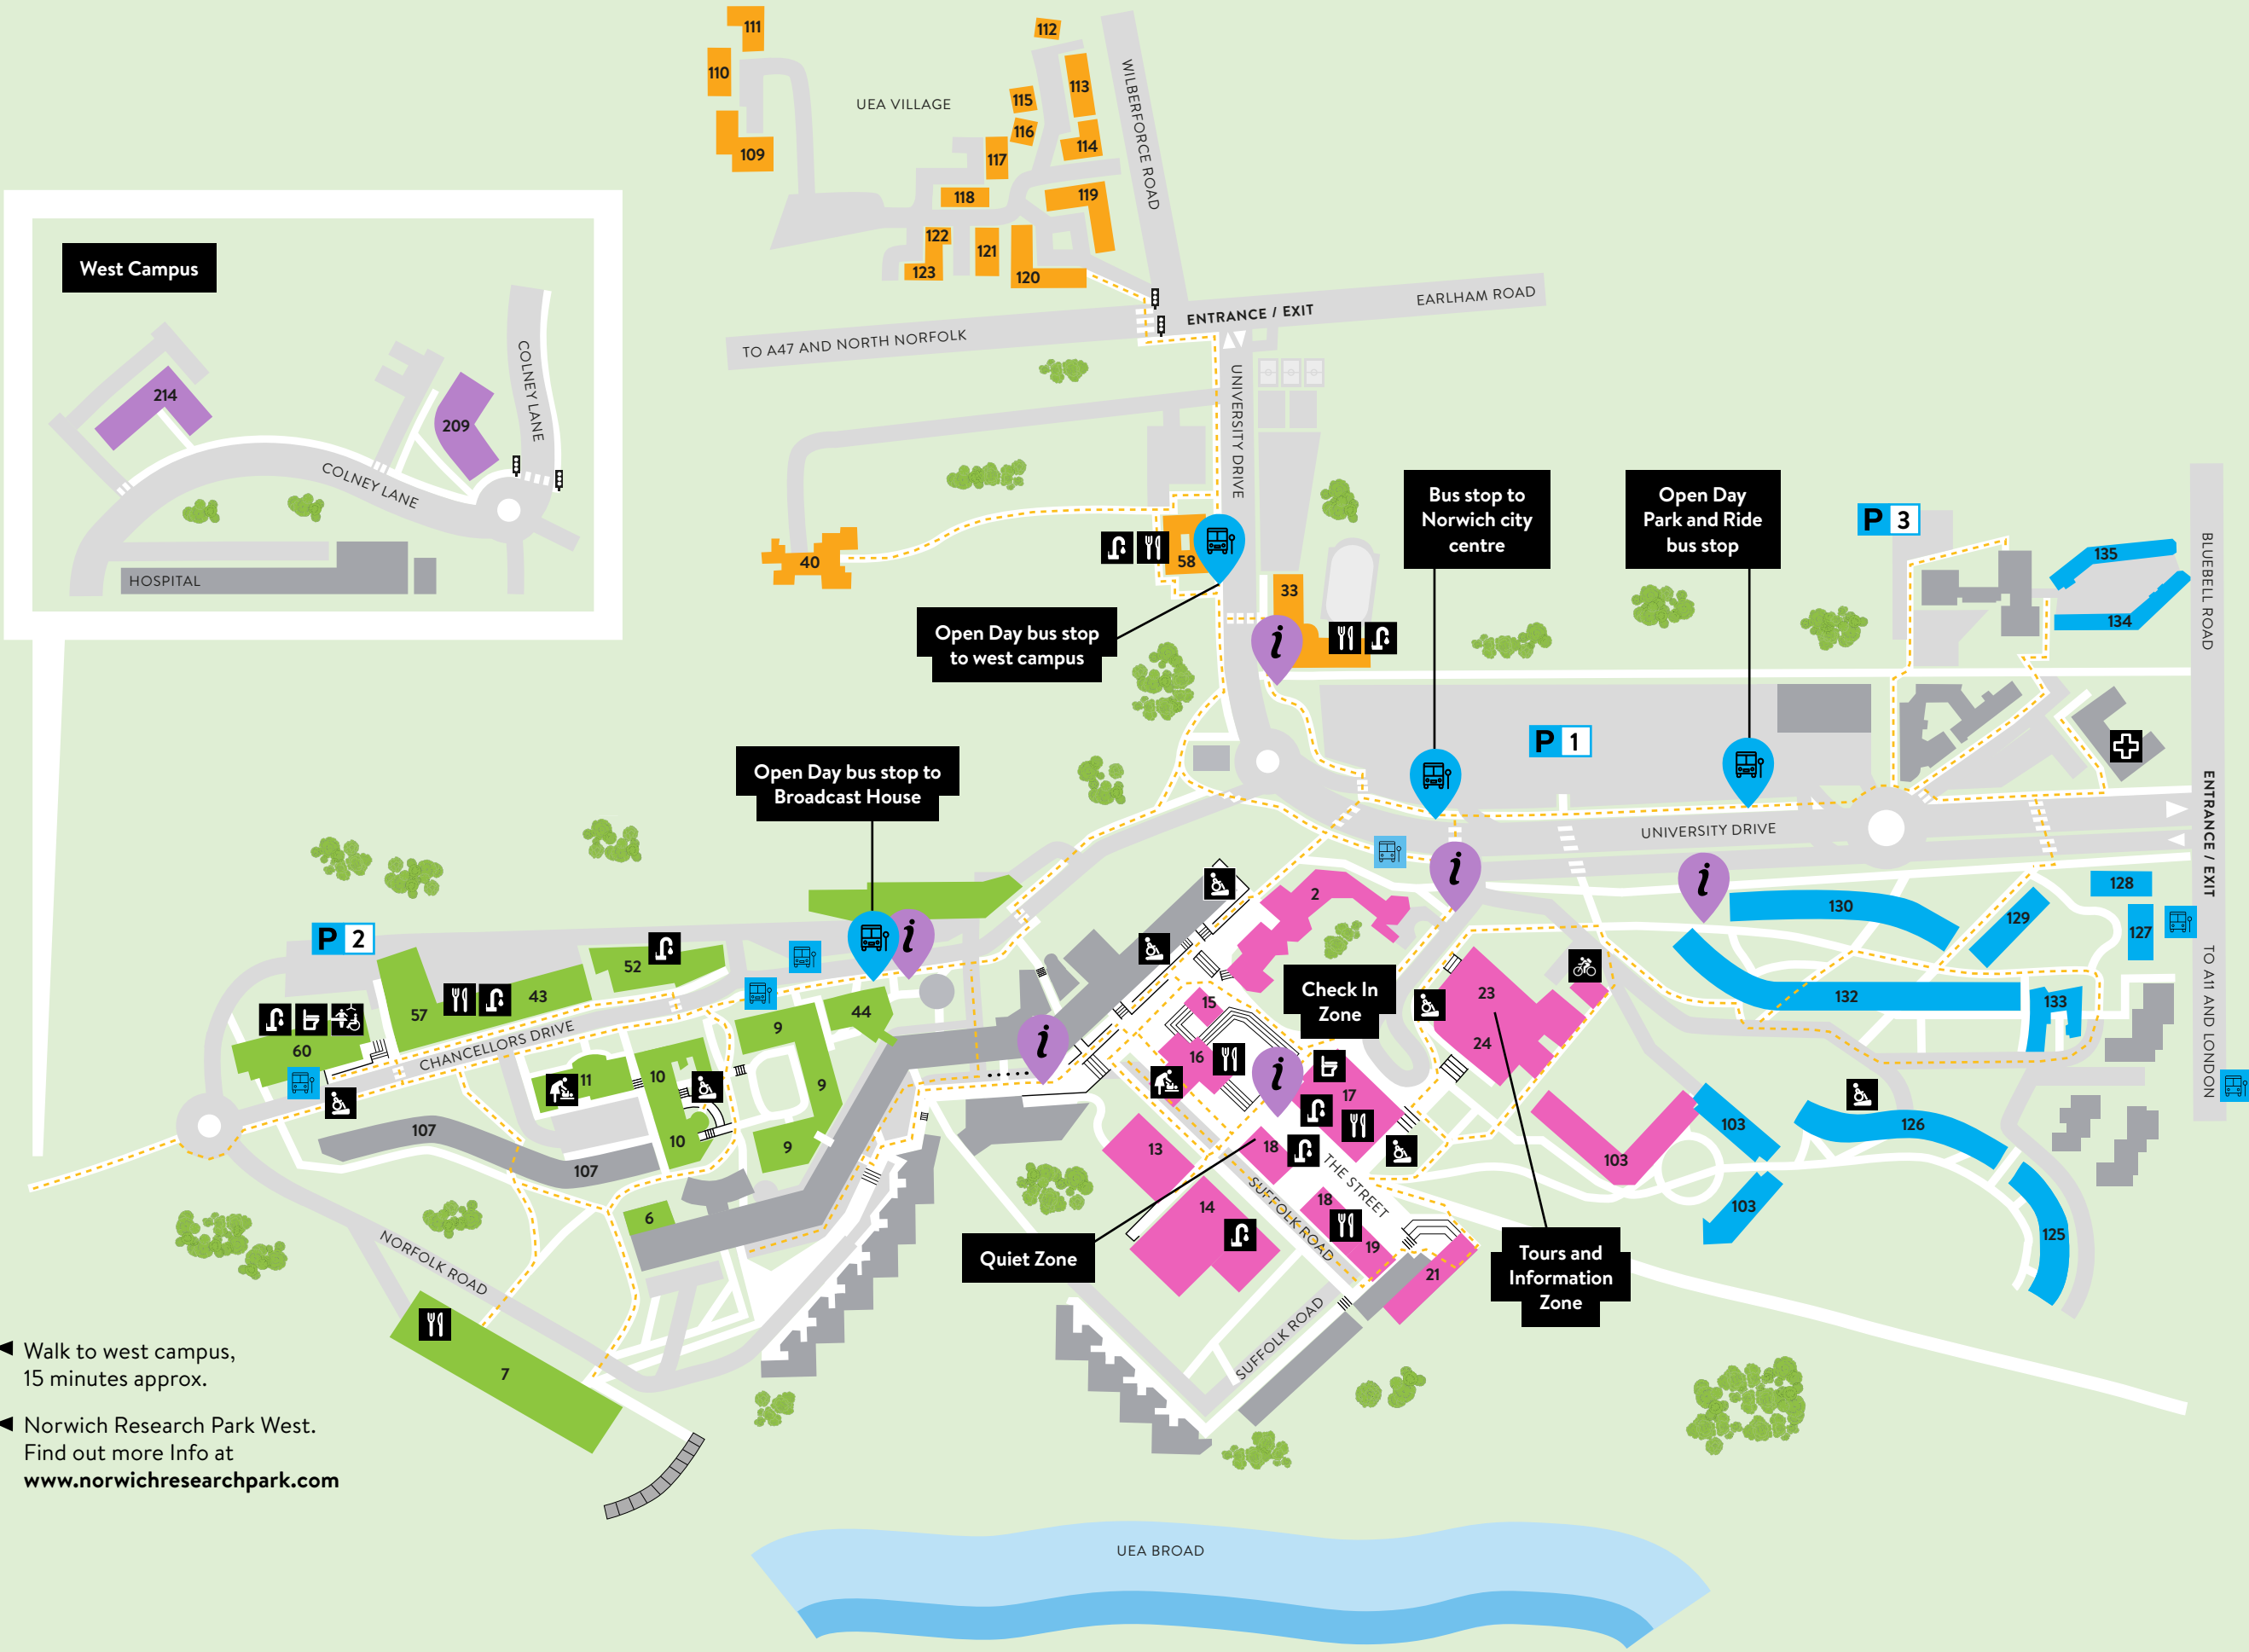 111
112
110
113
UEA VILLAGE
115
116
114
117
109
WILBERFORCE ROAD
118
119
122
121
123
120
West Campus
ENTRANCE / EXIT
EARLHAM ROAD
TO A47 AND NORTH NORFOLK
COLNEY LANE
214
209
COLNEY LANE
HOSPITAL
UNIVERSITY DRIVE
Bus stop to
Norwich city
centre
Open Day
Park and Ride
bus stop
P 3
135
134
BLUEBELL ROAD
40
58
33
i
Open Day bus stop
to west campus
P 1
Open Day bus stop to
Broadcast House
UNIVERSITY DRIVE
ENTRANCE / EXIT
TO A11 AND LONDON
i
i
2
128
130
129
127
P 2
i
52
43
57
44
9
9
9
60
CHANCELLORS DRIVE
11
10
10
107
107
6
i
15
16
Check In
Zone
i
17
23
24
132
133
13
18
103
103
103
126
125
14
18
19
21
THE STREET
SUFFOLK ROAD
SUFFOLK ROAD
Quiet Zone
Tours and
Information
Zone
NORFOLK ROAD
7
Walk to west campus,
15 minutes approx.
Norwich Research Park West.
Find out more Info at
www.norwichresearchpark.com
UEA BROAD